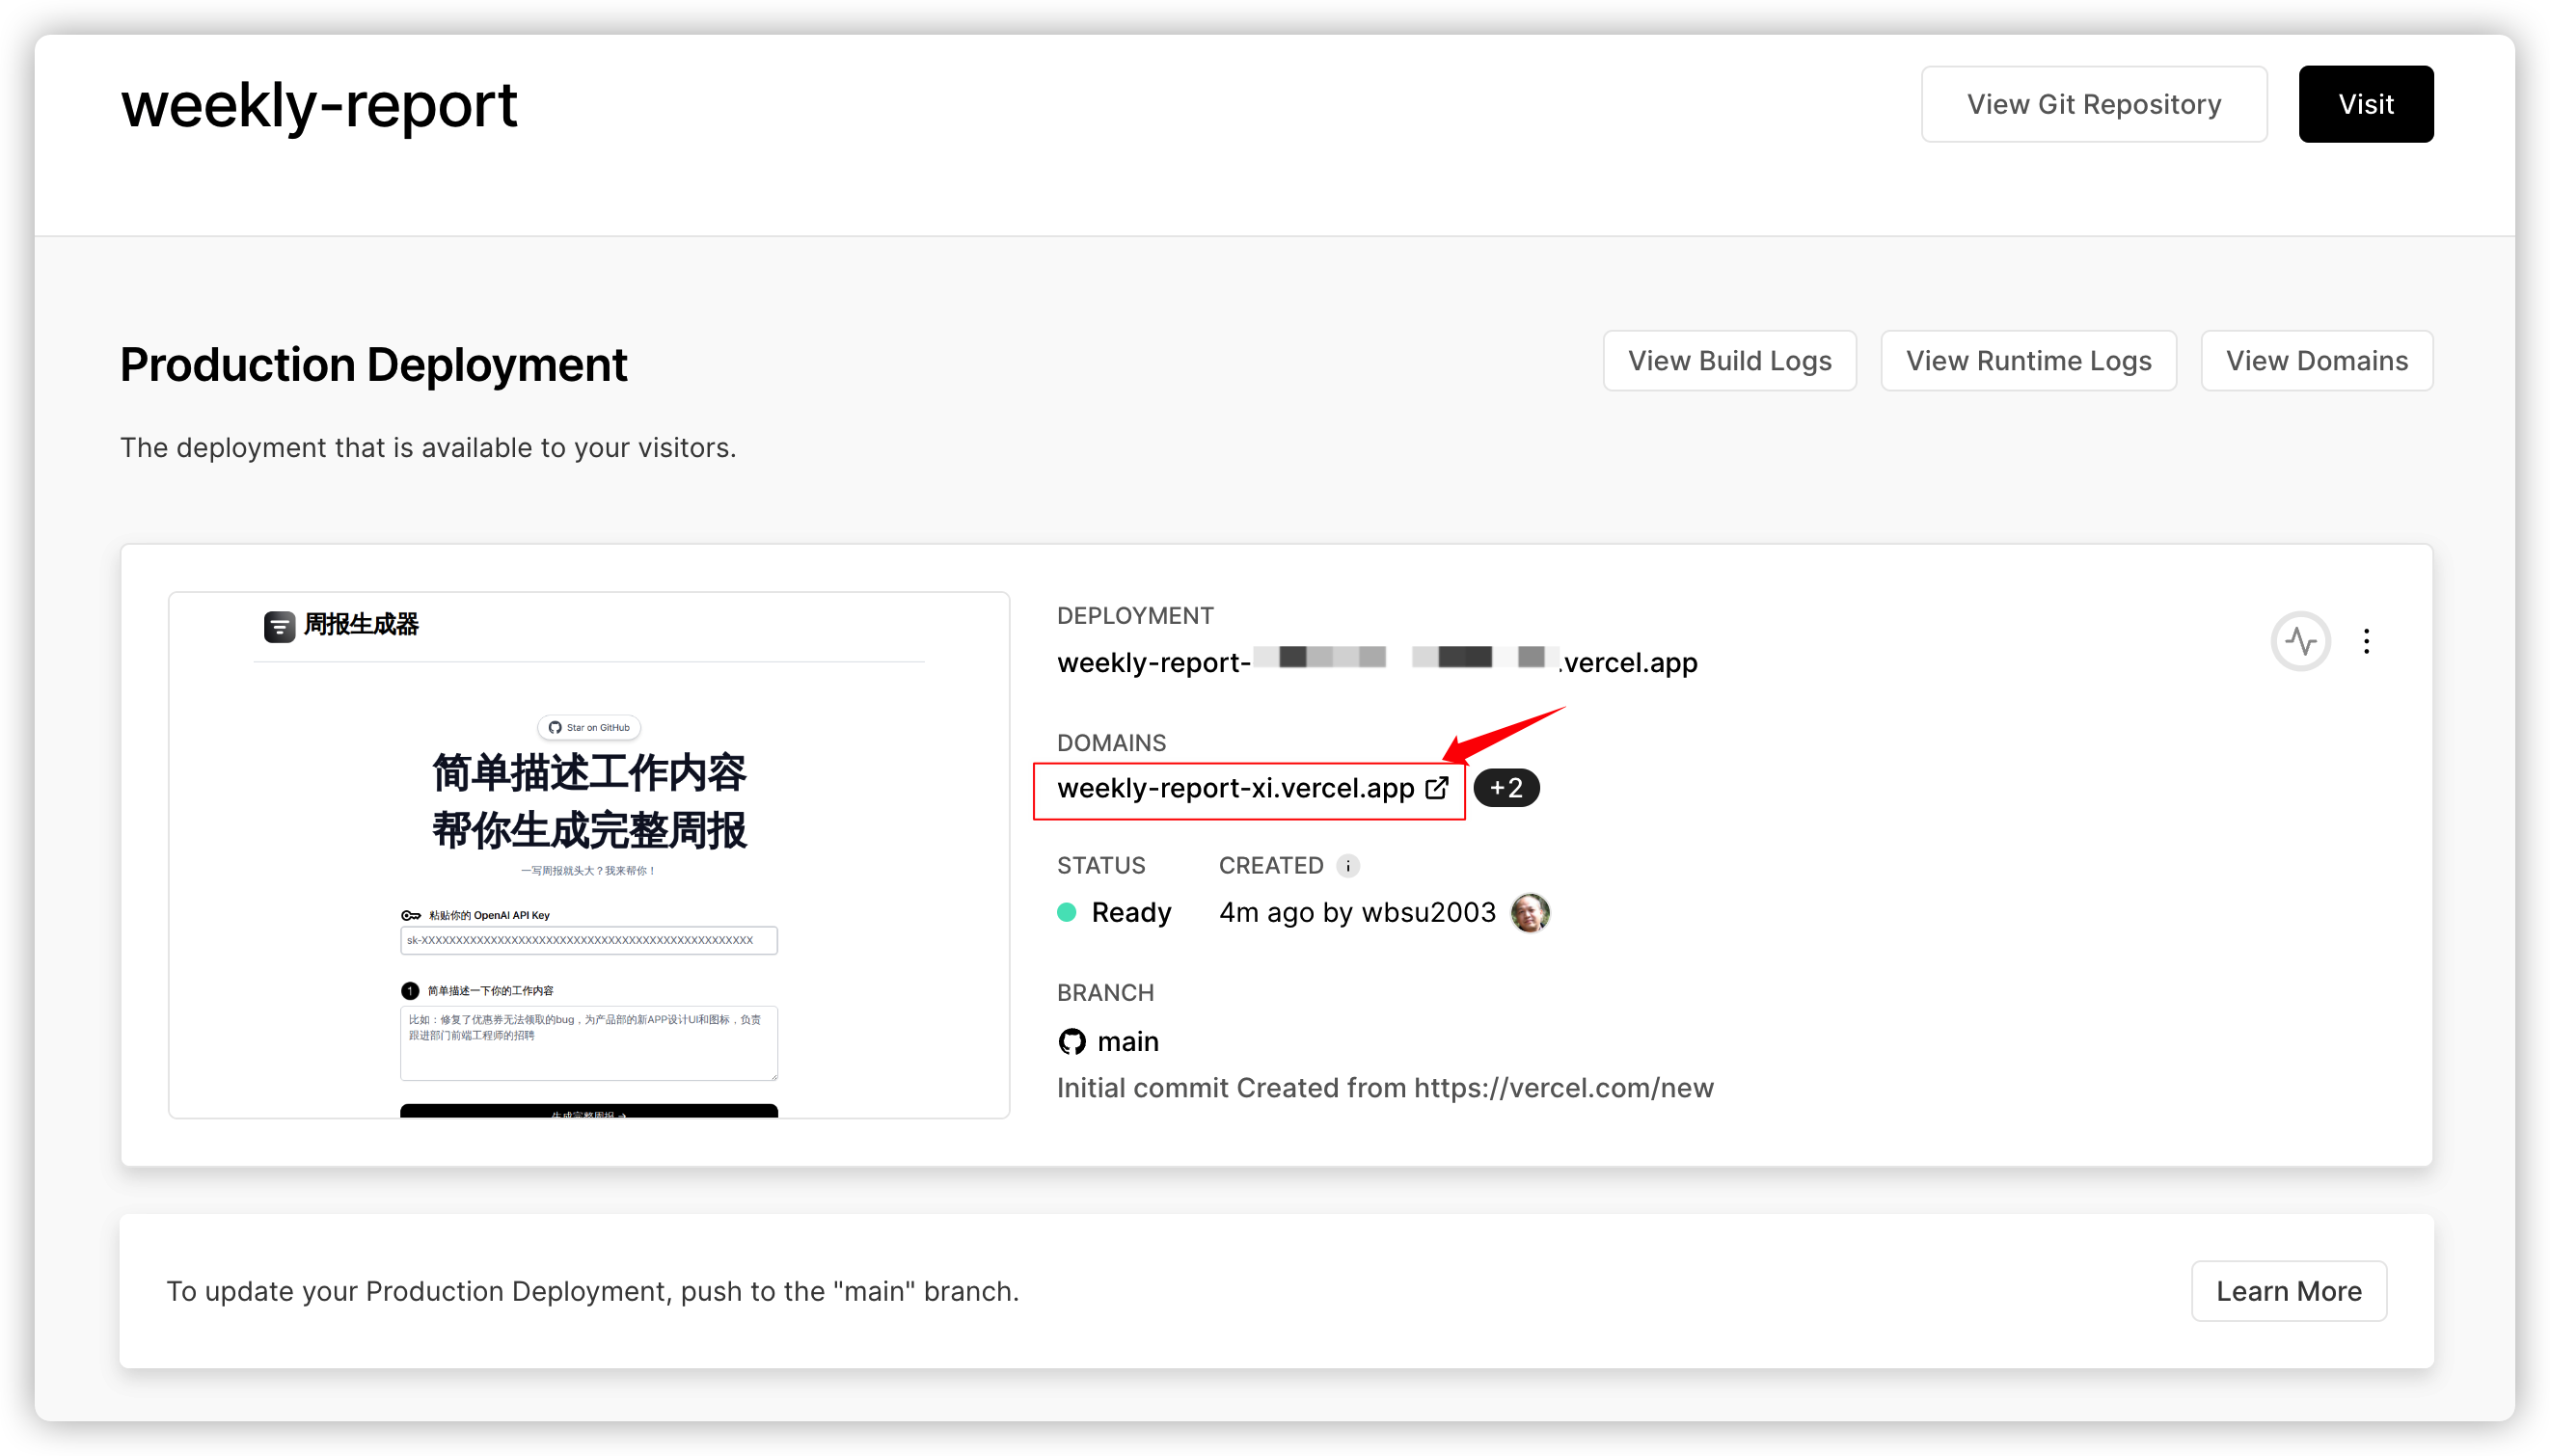 weekly-report
View Git Repository
Visit
Production Deployment
View Build Logs
View Runtime Logs
View Domains
The deployment that is available to your visitors.
周报生成器
Star on GitHub
简单描述工作内容
帮你生成完整周报
一写周报就头大？我来帮你！
粘贴你的 OpenAI API Key
1 简单描述一下你的工作内容
比如：修复了优惠券无法领取的bug，为产品部的新APP设计UI和图标，负责
跟进部门前端工程师的招聘
生成完整周报 →
DEPLOYMENT
weekly-report-
.vercel.app
DOMAINS
weekly-report-xi.vercel.app
+2
STATUS
CREATED
Ready
4m ago by wbsu2003
BRANCH
main
Initial commit Created from https://vercel.com/new
To update your Production Deployment, push to the "main" branch.
Learn More